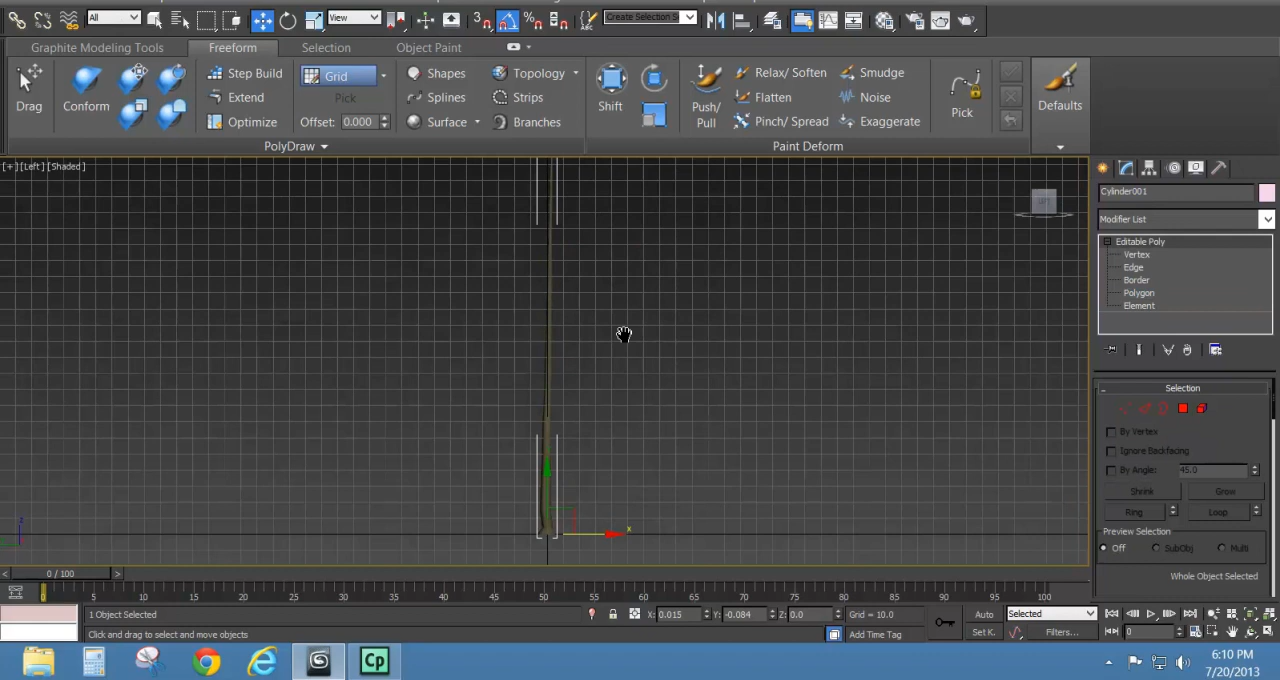 All
View
3
Create Selection S
Graphite Modeling Tools
Freeform
Selection
Object Paint
Drag
Conform
Step Build
Extend
Optimize
Grid
Pick
Offset: 0.000
Shapes
Splines
Surface
Topology
Strips
Branches
Shift
Push/
Pull
Relax/ Soften
Flatten
Pinch/ Spread
Smudge
Noise
Exaggerate
Pick
Defaults
PolyDraw
Paint Deform
[+][Left][Shaded]
Cylinder001
Modifier List
Editable Poly
Vertex
Edge
Border
Polygon
Element
Selection
By Vertex
Ignore Backfacing
By Angle: 45.0
Shrink
Grow
Ring
Loop
Preview Selection
Off
SubObj
Multi
Whole Object Selected
x
z
< 0 / 100 >
0 5 10 15 20 25 30 35 40 45 50 55 60 65 70 75 80 85 90 95 100
1 Object Selected
X: 0.015
Y: -0.084
Z: 0.0
Grid = 10.0
Auto
Selected
Click and drag to select and move objects
Add Time Tag
Set K.
Filters...
0
Cp
6:10 PM
7/20/2013